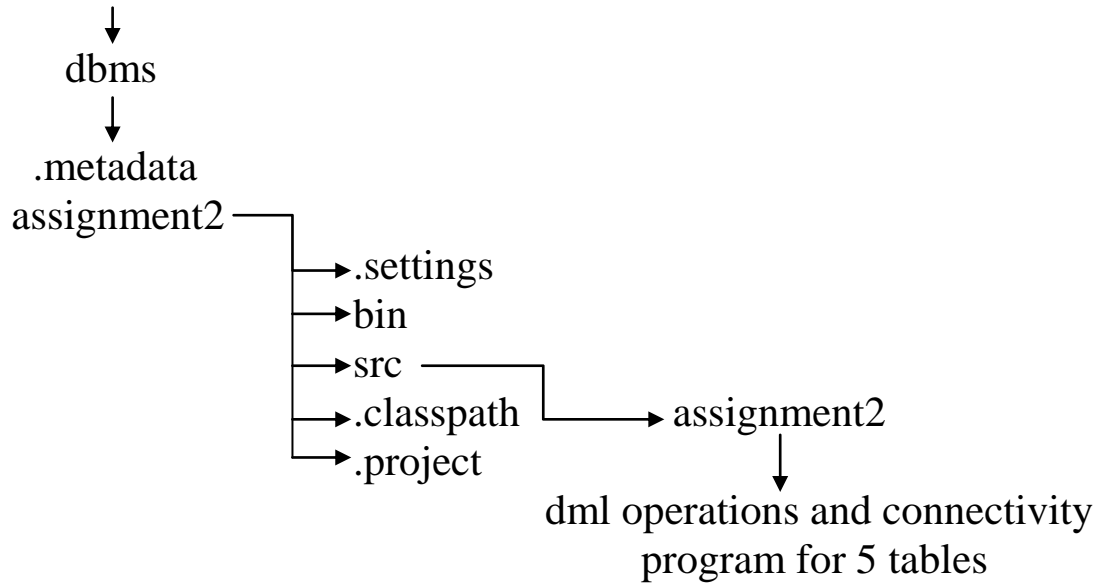 dbms
.metadata
assignment2
.settings
bin
src
.classpath
assignment2
.project
dml operations and connectivity
program for 5 tables